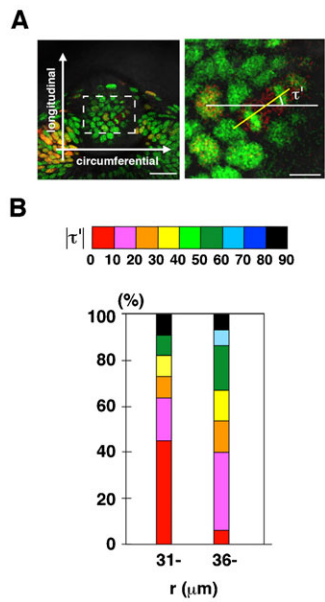 A
longitudinal
circumferential
τ'
B
|τ'|
0 10 20 30 40 50 60 70 80 90
(%)
100
80
60
40
20
0
31- 36-
r (μm)